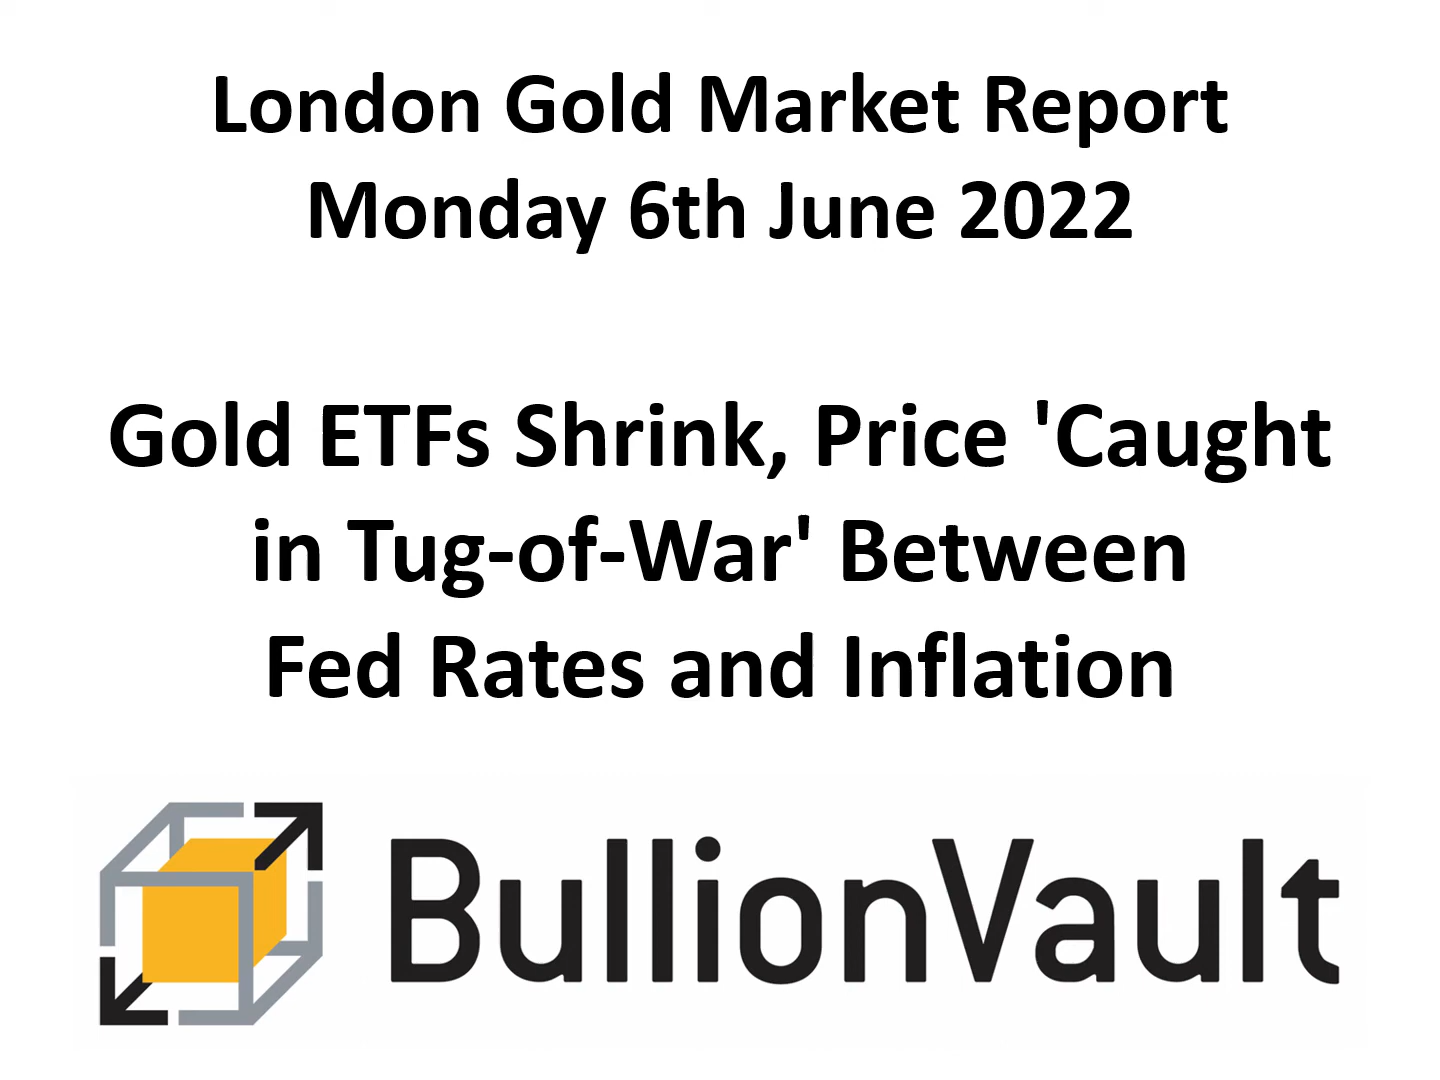 London Gold Market Report
Monday 6th June 2022
Gold ETFs Shrink, Price 'Caught
in Tug-of-War' Between
Fed Rates and Inflation
BullionVault